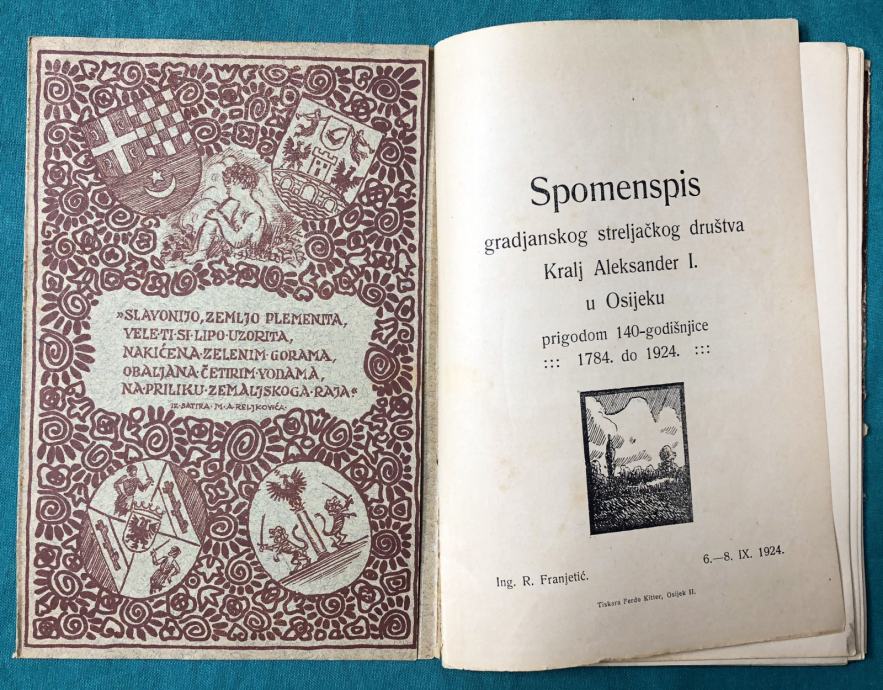 »SLAVONIJO, ZEMLJO PLEMENITA,
VELE·TI·SI·LIPO·UZORITA,
NAKIĆENA·ZELENIM·GORAMA,
OBALJANA·ČETIRIM·VODAMA,
NA·PRILIKU·ZEMALJSKOGA·RAJA.«
IZ·SATIRA·M·A·RELJKOVIĆA·
Spomenspis
gradjanskog streljačkog društva
Kralj Aleksander I.
u Osijeku
prigodom 140-godišnjice
::: 1784. do 1924. :::
6.—8. IX. 1924.
Ing. R. Franjetić.
Tiskara Ferdo Kitter, Osijek II.